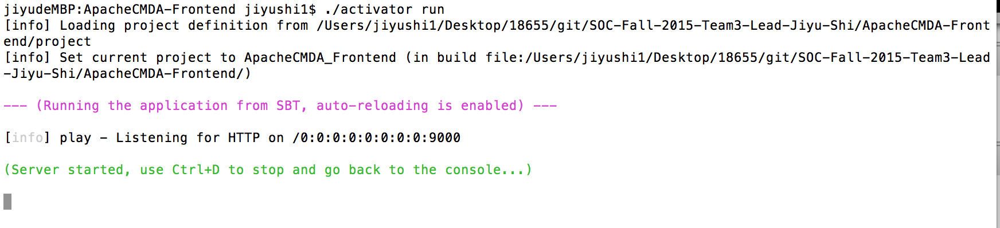 jiyudeMBP:ApacheCMDA-Frontend jiyushi1$ ./activator run
[info] Loading project definition from /Users/jiyushi1/Desktop/18655/git/SOC-Fall-2015-Team3-Lead-Jiyu-Shi/ApacheCMDA-Front
end/project
[info] Set current project to ApacheCMDA_Frontend (in build file:/Users/jiyushi1/Desktop/18655/git/SOC-Fall-2015-Team3-Lead
-Jiyu-Shi/ApacheCMDA-Frontend/)
--- (Running the application from SBT, auto-reloading is enabled) ---
[info] play - Listening for HTTP on /0:0:0:0:0:0:0:0:9000
(Server started, use Ctrl+D to stop and go back to the console...)